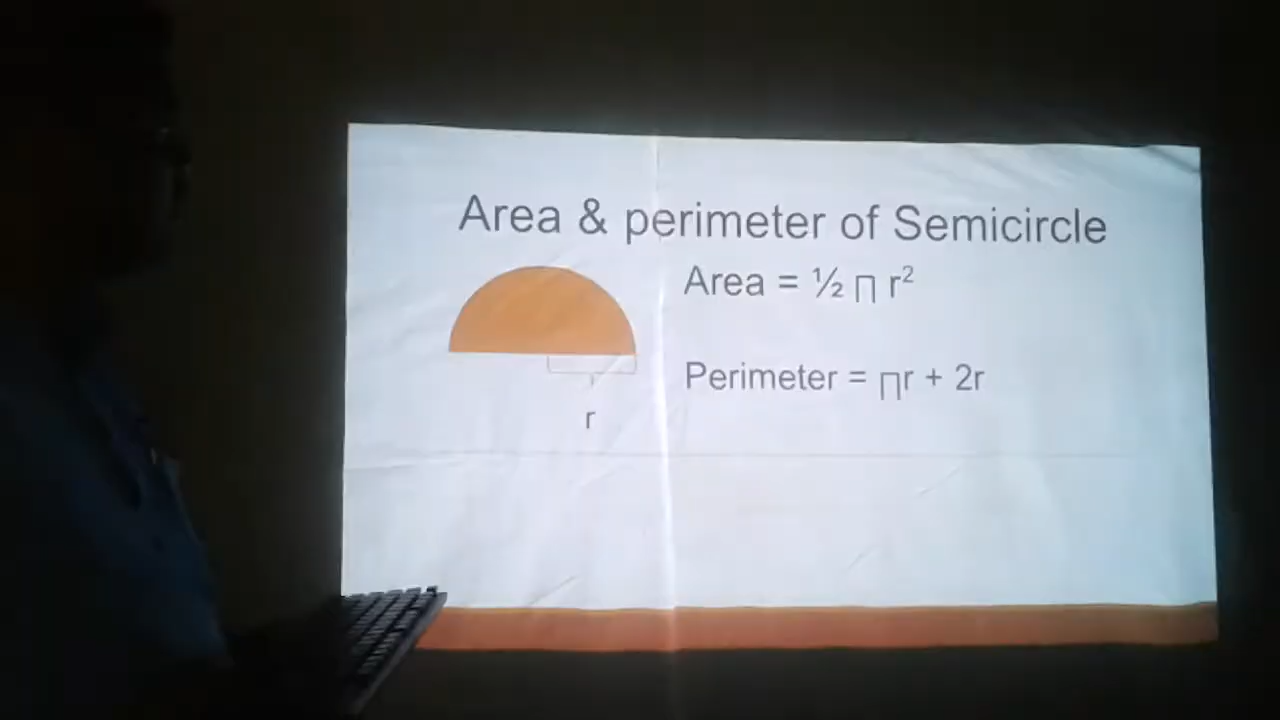 Area & perimeter of Semicircle
Area = ½ ∏ r²
Perimeter = ∏r + 2r
r